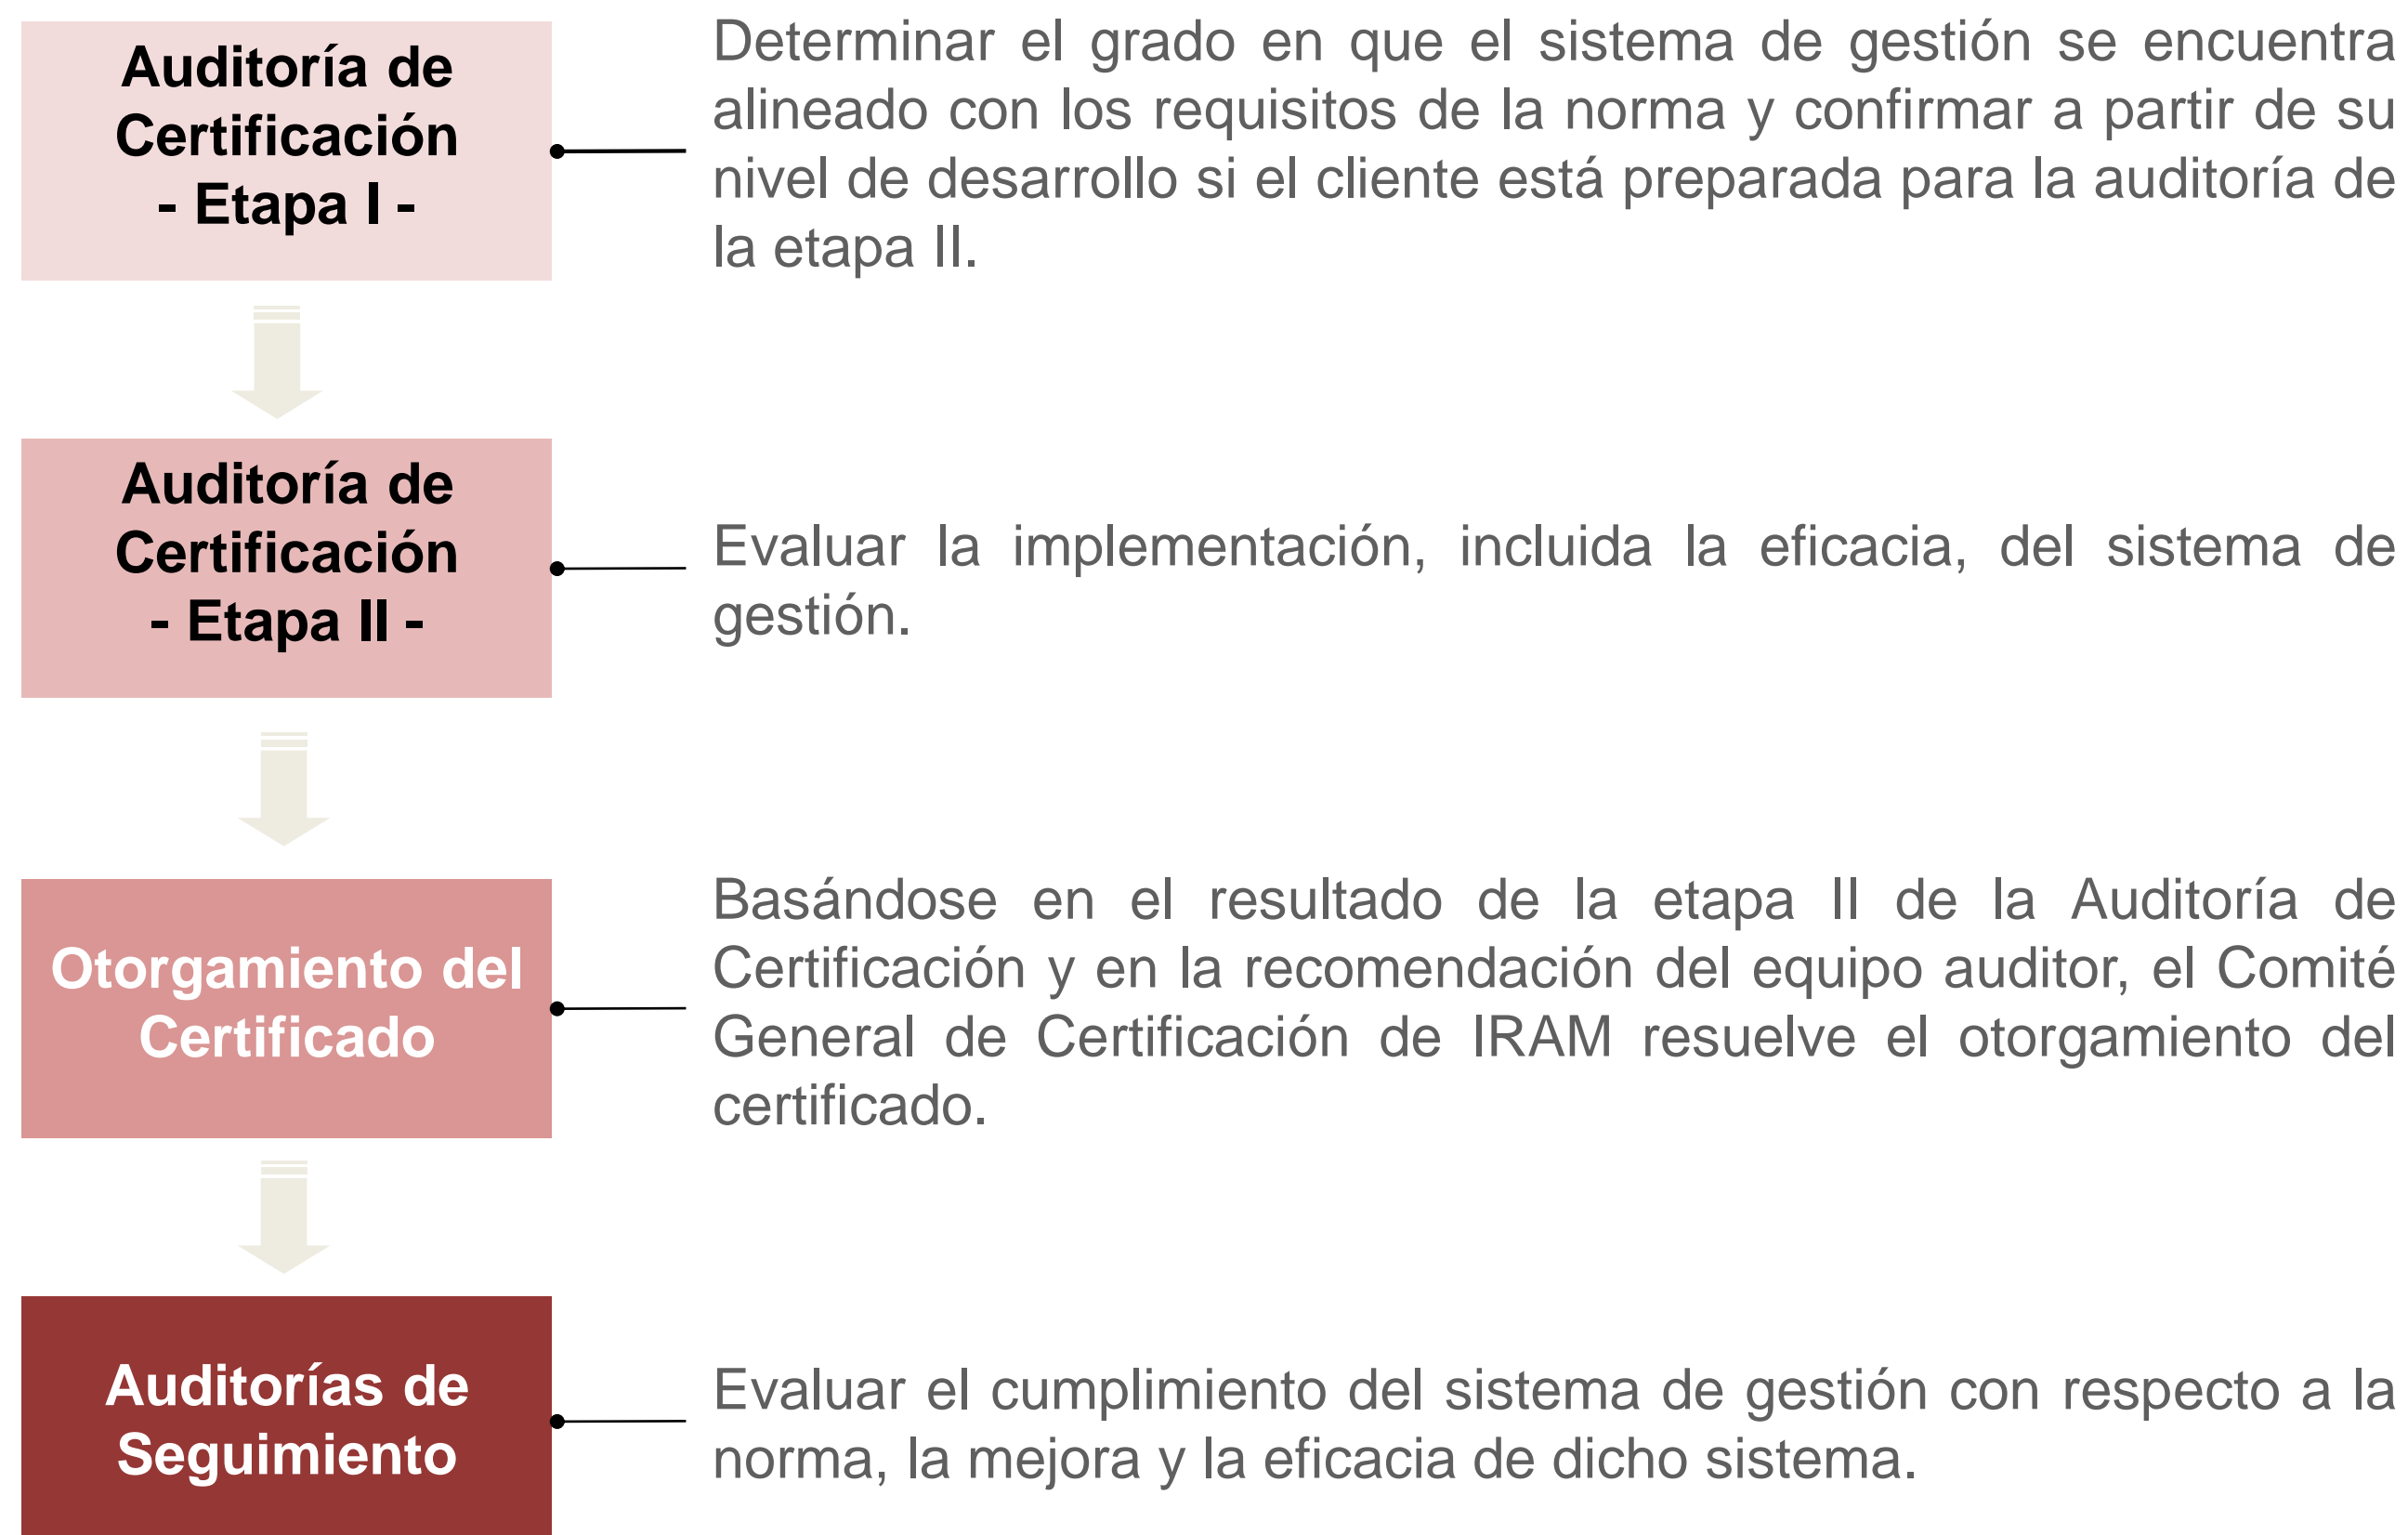 Auditoría de
Certificación
- Etapa I -
Determinar el grado en que el sistema de gestión se encuentra
alineado con los requisitos de la norma y confirmar a partir de su
nivel de desarrollo si el cliente está preparada para la auditoría de
la etapa II.
Auditoría de
Certificación
- Etapa II -
Evaluar la implementación, incluida la eficacia, del sistema de
gestión.
Otorgamiento del
Certificado
Basándose en el resultado de la etapa II de la Auditoría de
Certificación y en la recomendación del equipo auditor, el Comité
General de Certificación de IRAM resuelve el otorgamiento del
certificado.
Auditorías de
Seguimiento
Evaluar el cumplimiento del sistema de gestión con respecto a la
norma, la mejora y la eficacia de dicho sistema.